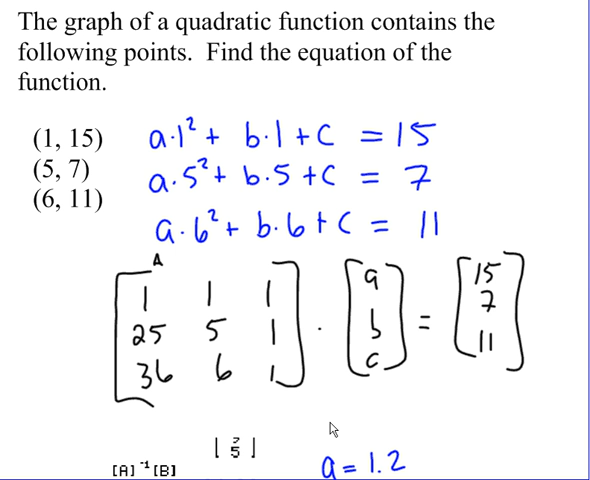 The graph of a quadratic function contains the
following points. Find the equation of the
function.
(1, 15) a·1² + b·1 + c = 15
(5, 7) a·5² + b·5 + c = 7
(6, 11) a·6² + b·6 + c = 11
A
1 1 1 a 15
25 5 1 · b = 7
36 6 1 c 11
[A]⁻¹[B] a = 1.2